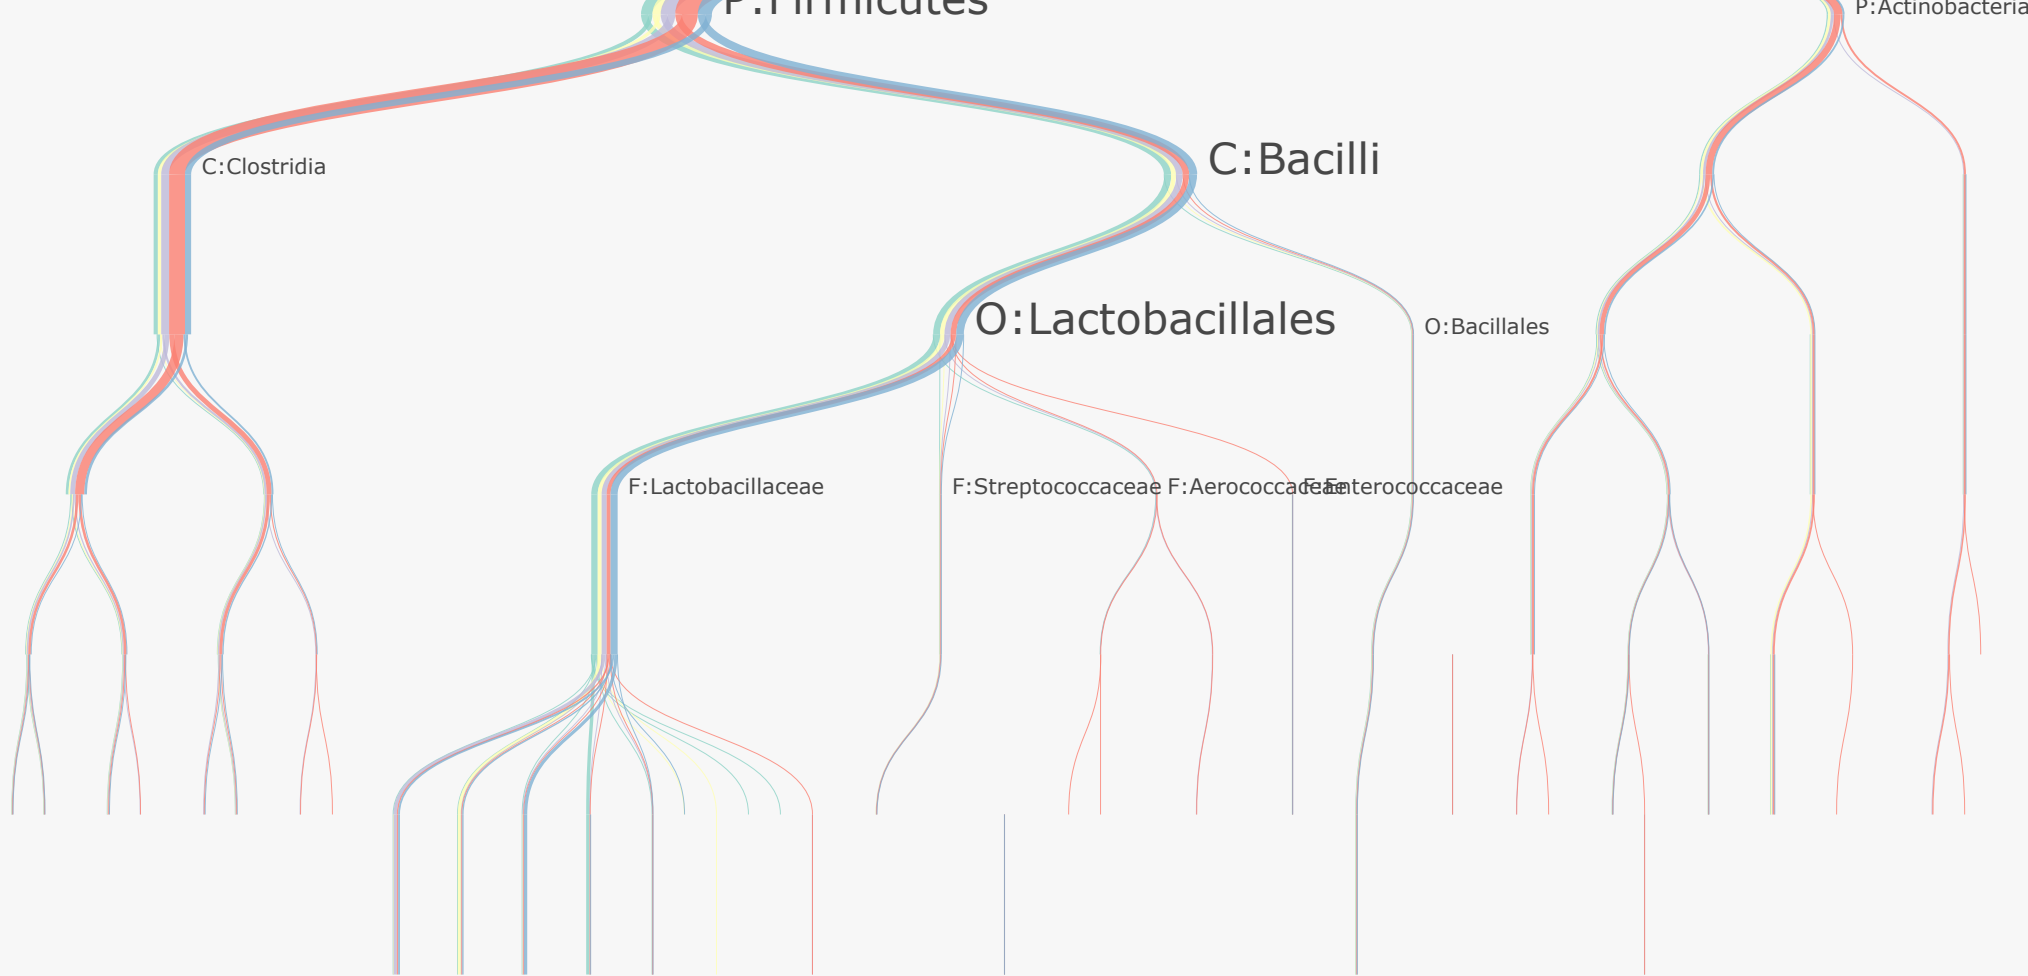 P:Firmicutes
P:Actinobacteria
C:Clostridia
C:Bacilli
O:Lactobacillales
O:Bacillales
F:Lactobacillaceae
F:Streptococcaceae
F:Aerococcaceae
F:Enterococcaceae